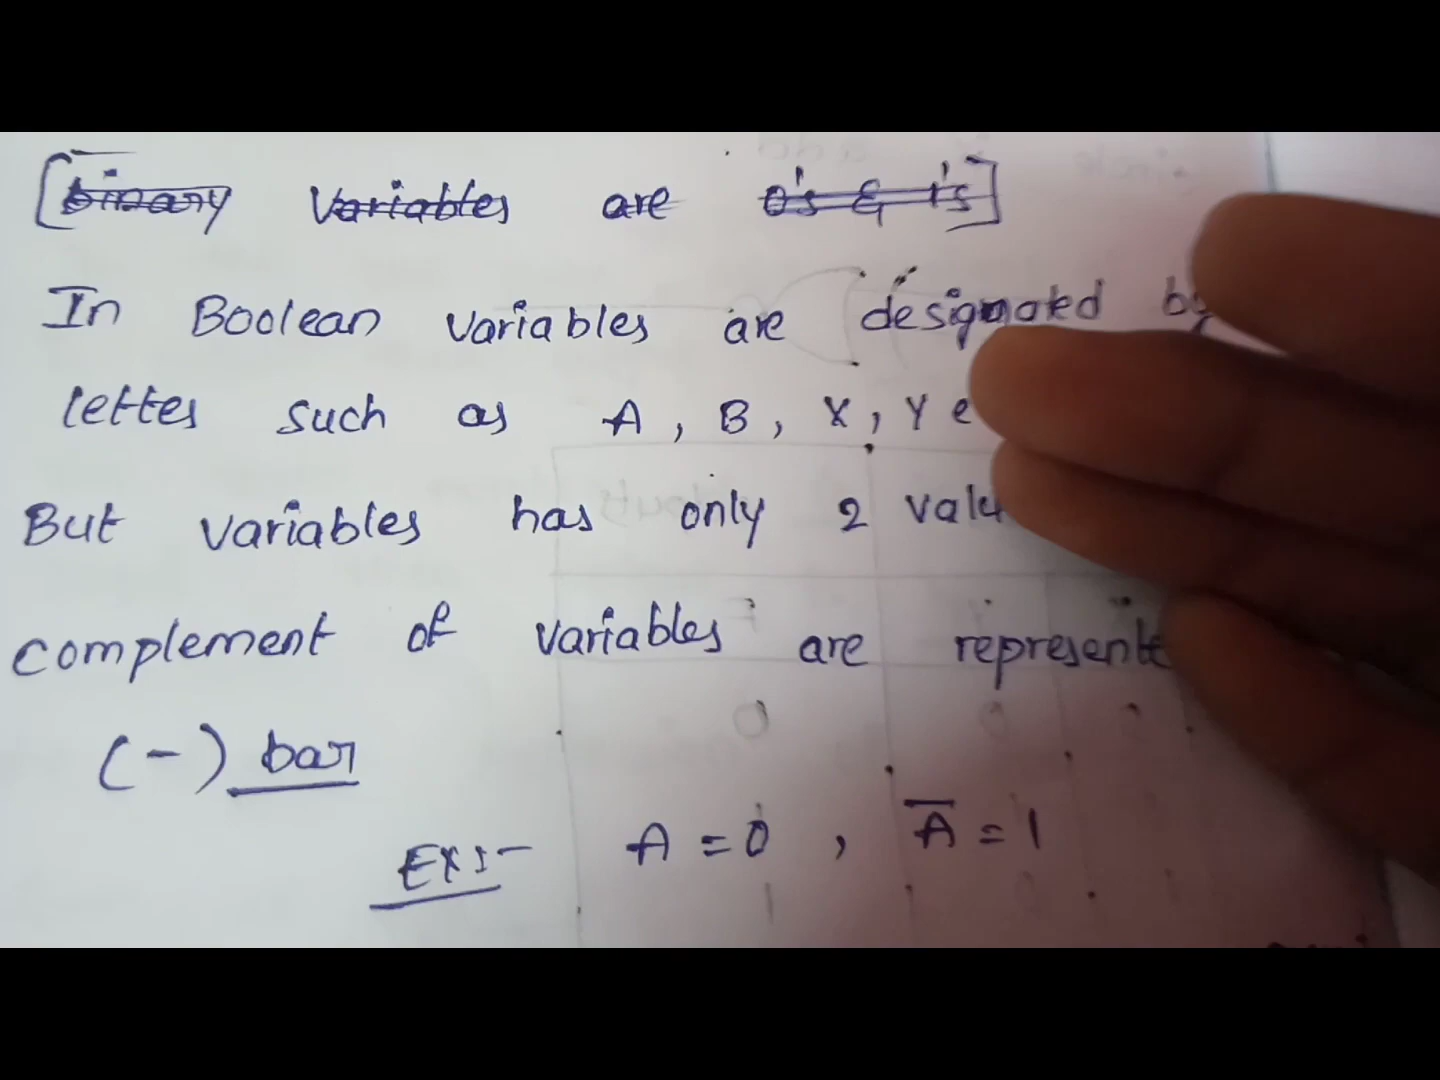 [binary variables are 0's & 1's]
In Boolean variables are designated by
lettes such as A, B, X, Y
But variables has only 2
complement of variables are
(-) bar
Ex:- A = 0, A̅ = 1